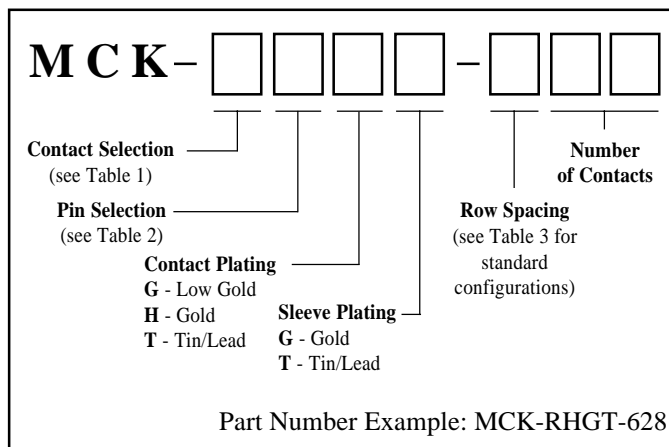 MCK–
–
Contact Selection
(see Table 1)
Pin Selection
(see Table 2)
Contact Plating
G - Low Gold
H - Gold
T - Tin/Lead
Sleeve Plating
G - Gold
T - Tin/Lead
Row Spacing
(see Table 3 for
standard
configurations)
Number
of Contacts
Part Number Example: MCK-RHGT-628